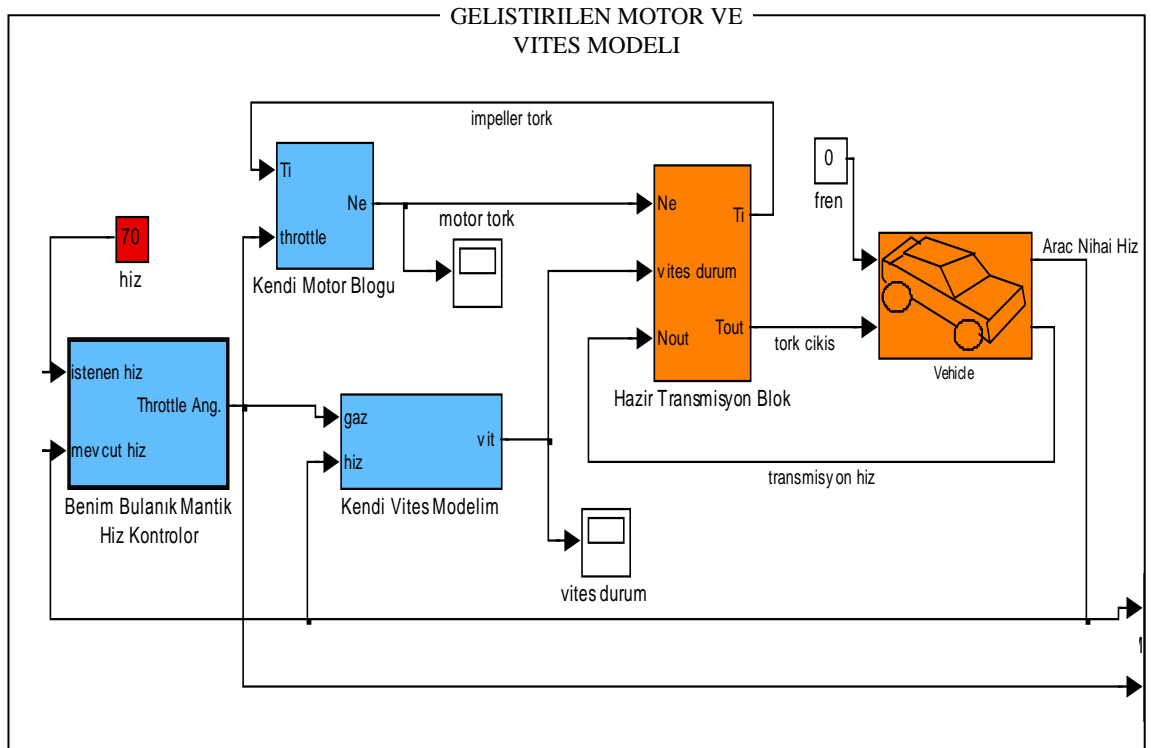 GELISTIRILEN MOTOR VE
VITES MODELI
impeller tork
Ti
Ne
throttle
Kendi Motor Blogu
motor tork
70
hiz
Ne
Ti
vites durum
Nout
Tout
Hazir Transmisyon Blok
0
fren
Arac Nihai Hiz
tork cikis
Vehicle
istenen hiz
Throttle Ang.
mevcut hiz
Benim Bulanık Mantik
Hiz Kontrolor
gaz
vit
hiz
Kendi Vites Modelim
transmisyon hiz
vites durum